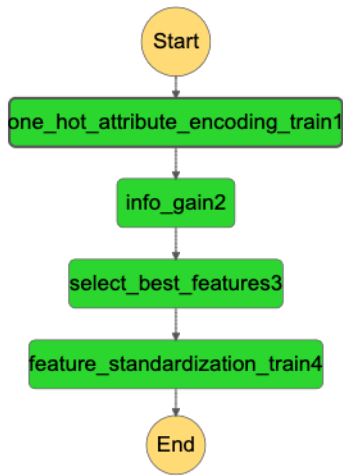 Start
one_hot_attribute_encoding_train1
info_gain2
select_best_features3
feature_standardization_train4
End